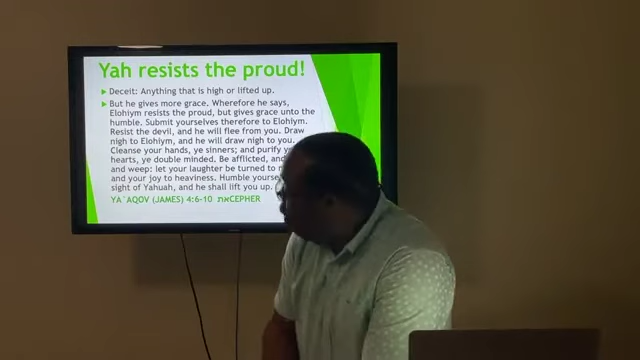 Yah resists the proud!
Deceit: Anything that is high or lifted up.
But he gives more grace. Wherefore he says,
Elohiym resists the proud, but gives grace unto the
humble. Submit yourselves therefore to Elohiym.
Resist the devil, and he will flee from you. Draw
nigh to Elohiym, and he will draw nigh to you.
Cleanse your hands, ye sinners; and purify
hearts, ye double minded. Be afflicted,
and weep: let your laughter be turned to
and your joy to heaviness. Humble
sight of Yahuah, and he shall lift you up.
YA`AQOV (JAMES) 4:6-10 את CEPHER